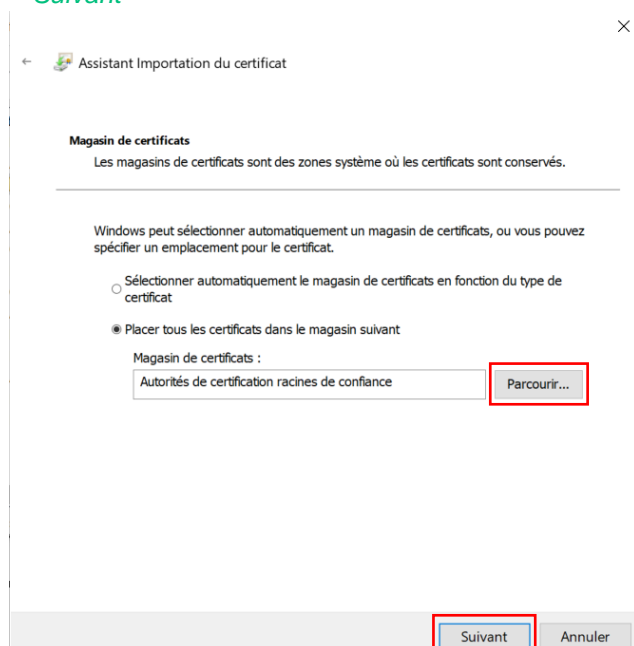 Suivant
Assistant Importation du certificat
Magasin de certificats
Les magasins de certificats sont des zones système où les certificats sont conservés.
Windows peut sélectionner automatiquement un magasin de certificats, ou vous pouvez
spécifier un emplacement pour le certificat.
Sélectionner automatiquement le magasin de certificats en fonction du type de
certificat
Placer tous les certificats dans le magasin suivant
Magasin de certificats :
Autorités de certification racines de confiance
Parcourir...
Suivant
Annuler